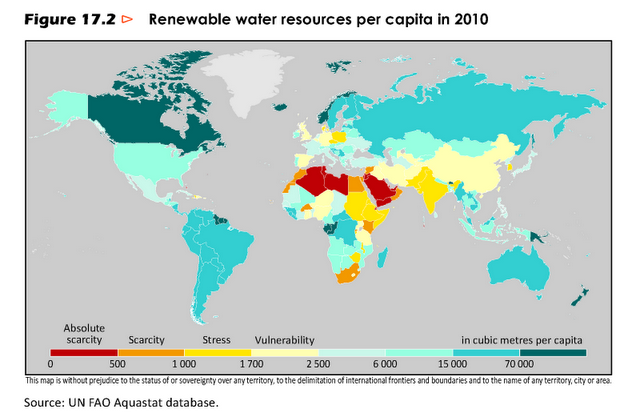 Figure 17.2 ▷ Renewable water resources per capita in 2010
Absolute
scarcity Scarcity Stress Vulnerability in cubic metres per capita
0 500 1 000 1 700 2 500 6 000 15 000 70 000
This map is without prejudice to the status of or sovereignty over any territory, to the delimitation of international frontiers and boundaries and to the name of any territory, city or area.
Source: UN FAO Aquastat database.